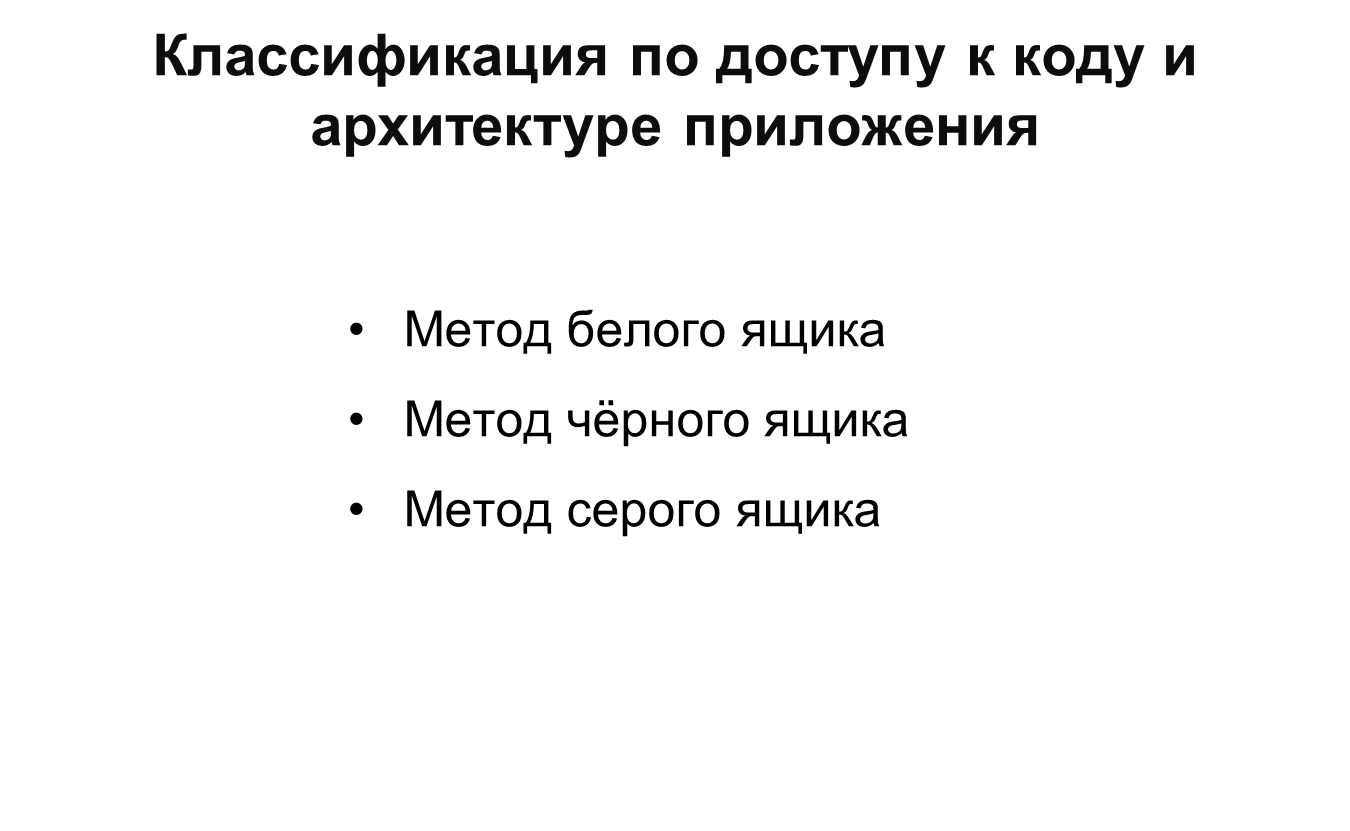 Классификация по доступу к коду и
архитектуре приложения
• Метод белого ящика
• Метод чёрного ящика
• Метод серого ящика